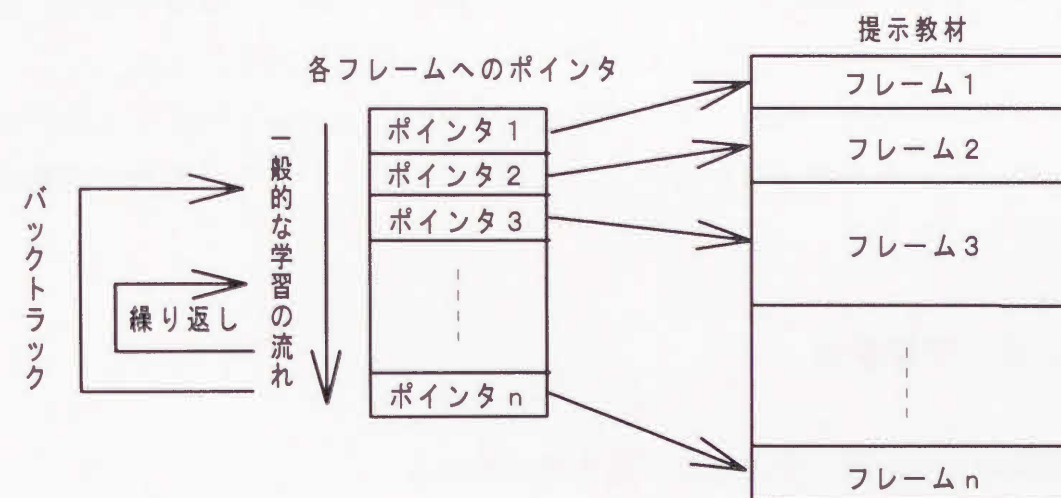 提示教材
各フレームへのポインタ
バックトラック
繰り返し
一般的な学習の流れ
ポインタ1
ポインタ2
ポインタ3
ポインタn
フレーム1
フレーム2
フレーム3
フレームn